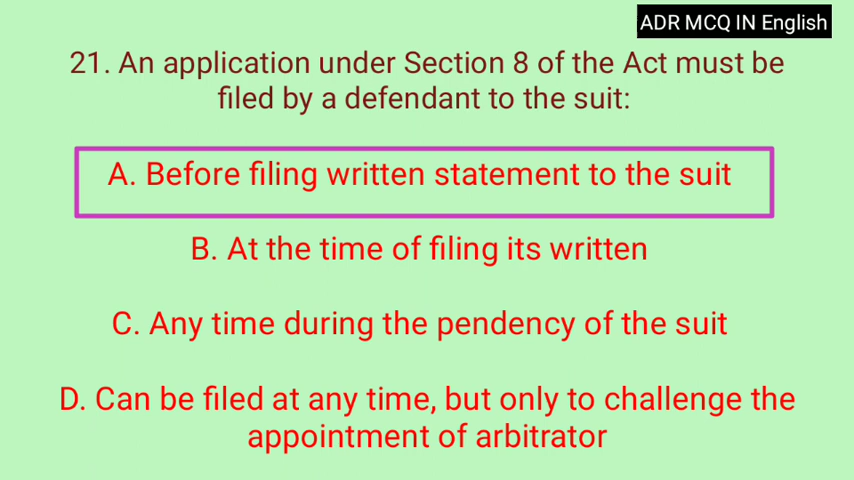 ADR MCQ IN English
21. An application under Section 8 of the Act must be
filed by a defendant to the suit:
A. Before filing written statement to the suit
B. At the time of filing its written
C. Any time during the pendency of the suit
D. Can be filed at any time, but only to challenge the
appointment of arbitrator